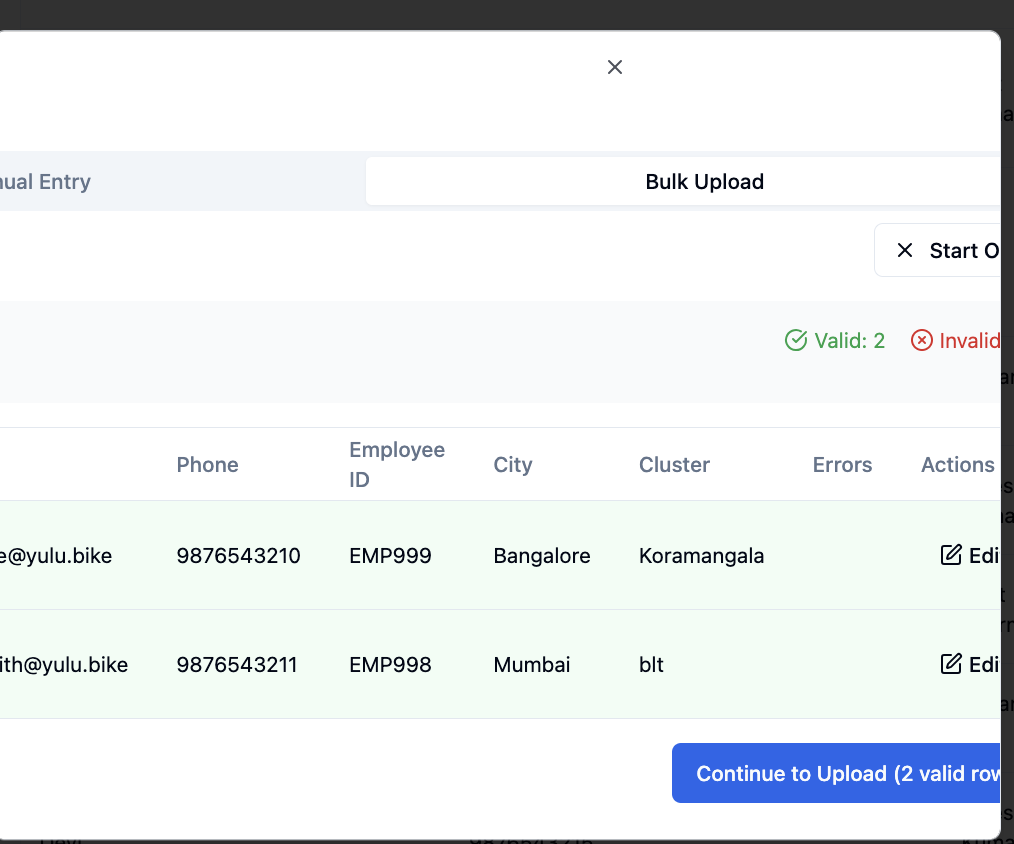 ual Entry
Bulk Upload
Start O
Valid: 2
Invalid
Phone
Employee
ID
City
Cluster
Errors
Actions
e@yulu.bike
9876543210
EMP999
Bangalore
Koramangala
Edi
ith@yulu.bike
9876543211
EMP998
Mumbai
blt
Edi
Continue to Upload (2 valid row